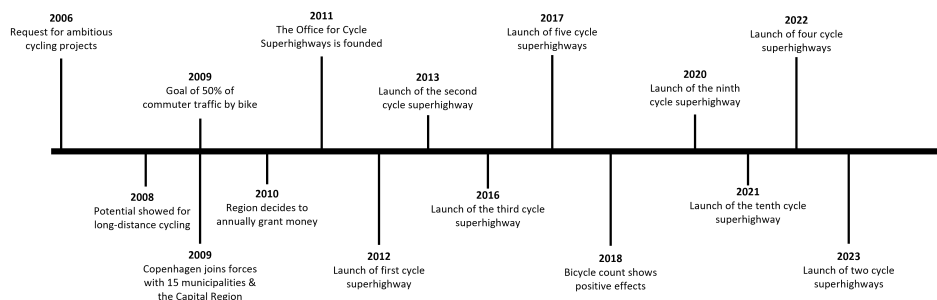 2006
Request for ambitious
cycling projects
2008
Potential showed for
long-distance cycling
2009
Goal of 50% of
commuter traffic by bike
2009
Copenhagen joins forces
with 15 municipalities &
the Capital Region
2010
Region decides to
annually grant money
2011
The Office for Cycle
Superhighways is founded
2012
Launch of first cycle
superhighway
2013
Launch of the second
cycle superhighway
2016
Launch of the third cycle
superhighway
2017
Launch of five cycle
superhighways
2018
Bicycle count shows
positive effects
2020
Launch of the ninth
cycle superhighway
2021
Launch of the tenth cycle
superhighway
2022
Launch of four cycle
superhighways
2023
Launch of two cycle
superhighways